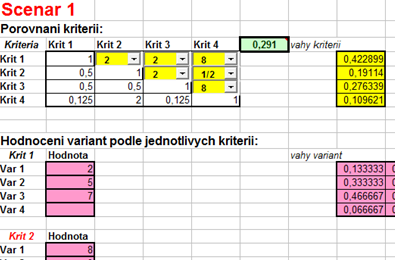 Scenar 1
Porovnani kriterii:
Kriteria Krit 1 Krit 2 Krit 3 Krit 4 0,291 vahy kriterii
Krit 1 1 2 2 8 0,422899
Krit 2 0,5 1 2 1/2 0,19114
Krit 3 0,5 0,5 1 8 0,276339
Krit 4 0,125 2 0,125 1 0,109621
Hodnoceni variant podle jednotlivych kriterii:
Krit 1 Hodnota vahy variant
Var 1 2 0,133333
Var 2 5 0,333333
Var 3 7 0,466667
Var 4 0,066667
Krit 2 Hodnota
Var 1 8